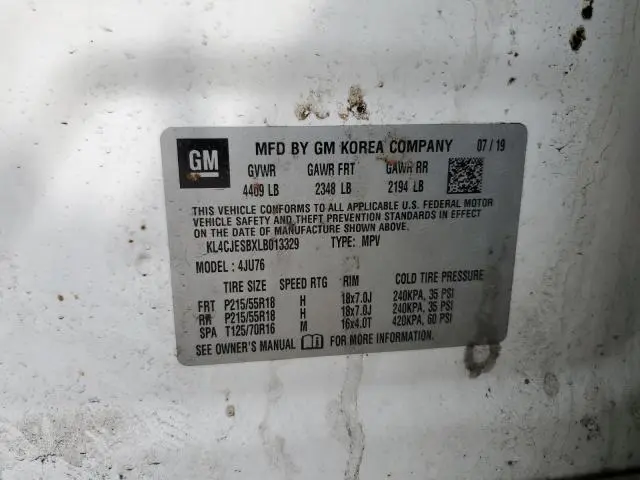 GM MFD BY GM KOREA COMPANY 07/19
GVWR GAWR FRT GAWR RR
4409 LB 2348 LB 2194 LB
THIS VEHICLE CONFORMS TO ALL APPLICABLE U.S. FEDERAL MOTOR
VEHICLE SAFETY AND THEFT PREVENTION STANDARDS IN EFFECT ON
THE DATE OF MANUFACTURE SHOWN ABOVE.
KL4CJESBXLB013329 TYPE: MPV
MODEL: 4JU76
TIRE SIZE SPEED RTG RIM COLD TIRE PRESSURE
FRT P215/55R18 H 18x7.0J 240KPA, 35 PSI
RR P215/55R18 H 18x7.0J 240KPA, 35 PSI
SPA T125/70R16 M 16x4.0T 420KPA, 60 PSI
SEE OWNER'S MANUAL FOR MORE INFORMATION.